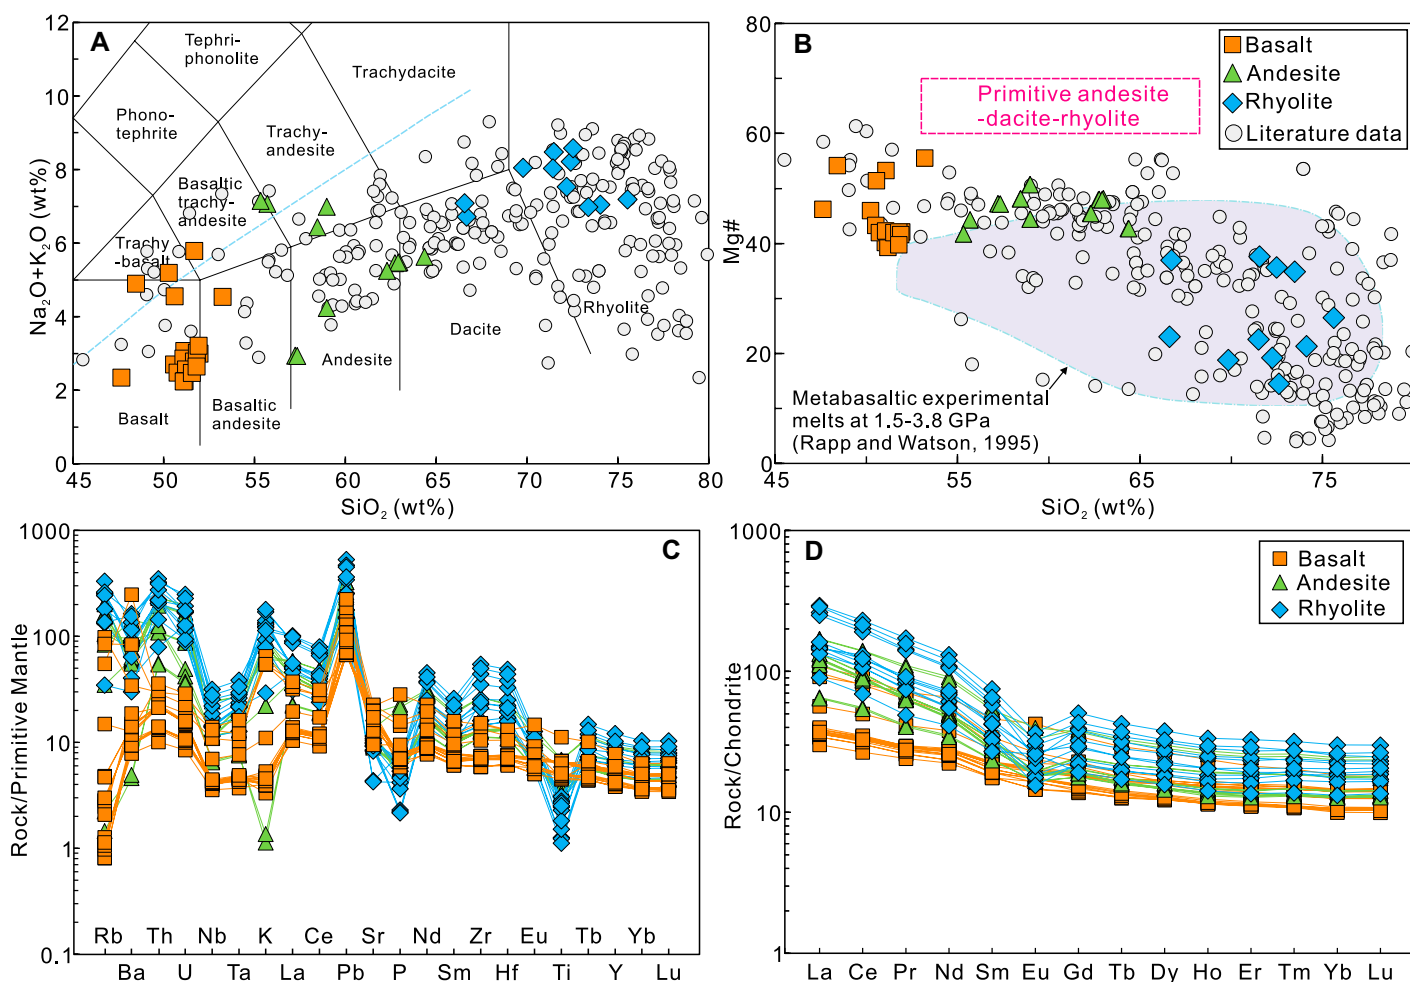 A
12
10
8
6
4
2
0
Na₂O+K₂O (wt%)
Tephri-
phonolite
Trachydacite
Phono-
tephrite
Trachy-
andesite
Basaltic
trachy-
andesite
Trachy
-basalt
Basalt
Basaltic
andesite
Andesite
Dacite
Rhyolite
45 50 55 60 65 70 75 80
SiO₂ (wt%)
B
80
60
40
20
0
Mg#
Basalt
Andesite
Rhyolite
Literature data
Primitive andesite
-dacite-rhyolite
Metabasaltic experimental
melts at 1.5-3.8 GPa
(Rapp and Watson, 1995)
45 55 65 75
SiO₂ (wt%)
C
1000
100
10
1
0.1
Rock/Primitive Mantle
Rb Th Nb K Ce Sr Nd Zr Eu Tb Yb
Ba U Ta La Pb P Sm Hf Ti Y Lu
D
1000
100
10
1
Rock/Chondrite
Basalt
Andesite
Rhyolite
La Ce Pr Nd Sm Eu Gd Tb Dy Ho Er Tm Yb Lu